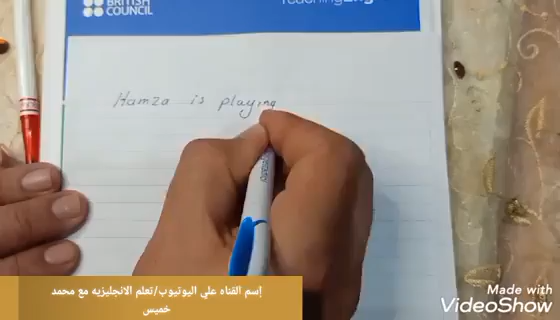 BRITISH
COUNCIL
Hamza is playing
إسم القناه علي اليوتيوب/تعلم الانجليزيه مع محمد
خميس
Made with
VideoShow